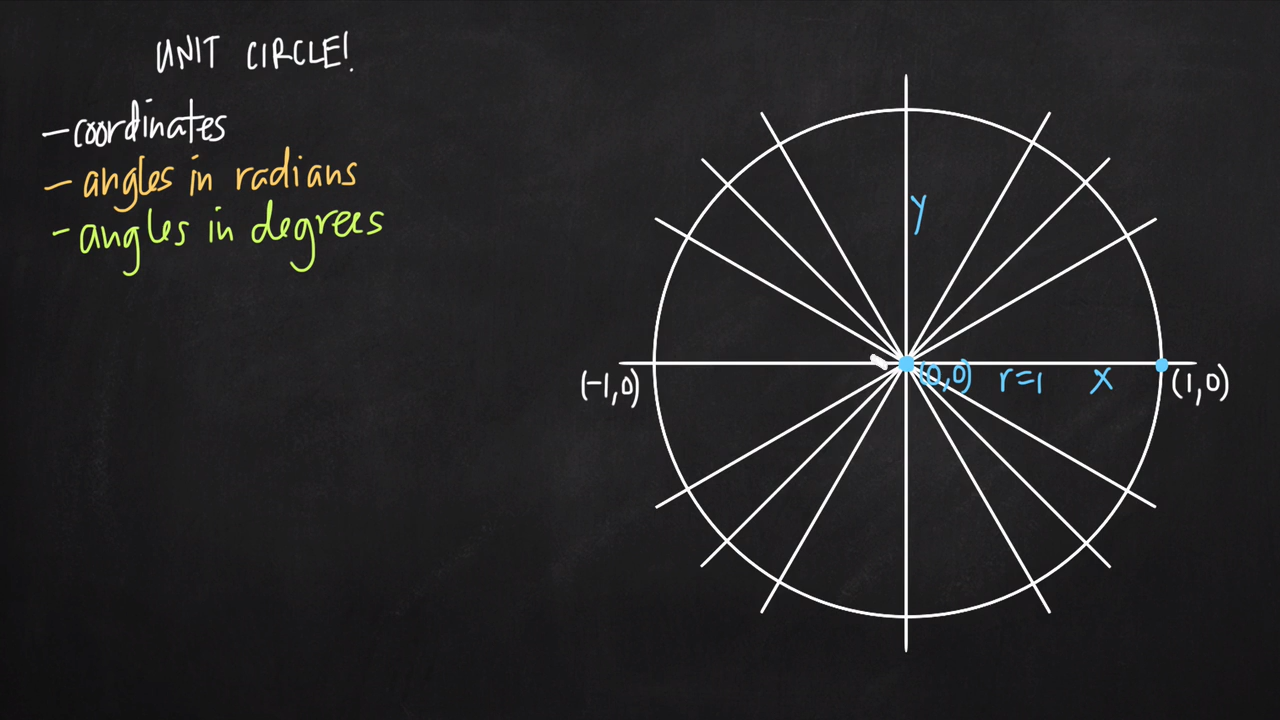 UNIT CIRCLE!
- coordinates
- angles in radians
- angles in degrees
y
(-1,0)
(0,0) r=1 x (1,0)